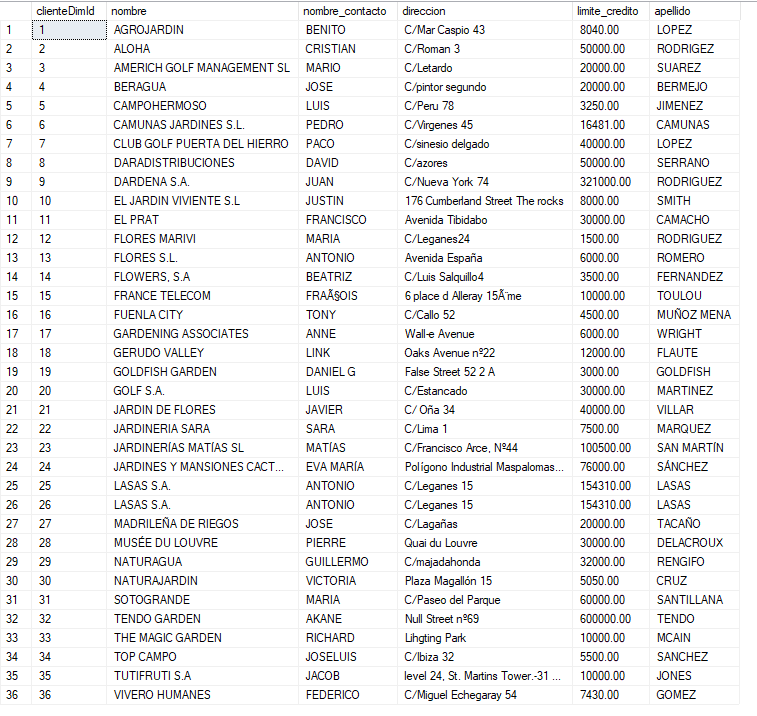 clienteDimId nombre nombre_contacto direccion limite_credito apellido
1 1 AGROJARDIN BENITO C/Mar Caspio 43 8040.00 LOPEZ
2 2 ALOHA CRISTIAN C/Roman 3 50000.00 RODRIGEZ
3 3 AMERICH GOLF MANAGEMENT SL MARIO C/Letardo 20000.00 SUAREZ
4 4 BERAGUA JOSE C/pintor segundo 20000.00 BERMEJO
5 5 CAMPOHERMOSO LUIS C/Peru 78 3250.00 JIMENEZ
6 6 CAMUNAS JARDINES S.L. PEDRO C/Virgenes 45 16481.00 CAMUNAS
7 7 CLUB GOLF PUERTA DEL HIERRO PACO C/sinesio delgado 40000.00 LOPEZ
8 8 DARADISTRIBUCIONES DAVID C/azores 50000.00 SERRANO
9 9 DARDENA S.A. JUAN C/Nueva York 74 321000.00 RODRIGUEZ
10 10 EL JARDIN VIVIENTE S.L JUSTIN 176 Cumberland Street The rocks 8000.00 SMITH
11 11 EL PRAT FRANCISCO Avenida Tibidabo 30000.00 CAMACHO
12 12 FLORES MARIVI MARIA C/Leganes24 1500.00 RODRIGUEZ
13 13 FLORES S.L. ANTONIO Avenida España 6000.00 ROMERO
14 14 FLOWERS, S.A BEATRIZ C/Luis Salquillo4 3500.00 FERNANDEZ
15 15 FRANCE TELECOM FRAÃ§OIS 6 place d Alleray 15Ã¨me 10000.00 TOULOU
16 16 FUENLA CITY TONY C/Callo 52 4500.00 MUÑOZ MENA
17 17 GARDENING ASSOCIATES ANNE Wall-e Avenue 6000.00 WRIGHT
18 18 GERUDO VALLEY LINK Oaks Avenue nº22 12000.00 FLAUTE
19 19 GOLDFISH GARDEN DANIEL G False Street 52 2 A 3000.00 GOLDFISH
20 20 GOLF S.A. LUIS C/Estancado 30000.00 MARTINEZ
21 21 JARDIN DE FLORES JAVIER C/ Oña 34 40000.00 VILLAR
22 22 JARDINERIA SARA SARA C/Lima 1 7500.00 MARQUEZ
23 23 JARDINERÍAS MATÍAS SL MATÍAS C/Francisco Arce, Nº44 100500.00 SAN MARTÍN
24 24 JARDINES Y MANSIONES CACT... EVA MARÍA Polígono Industrial Maspalomas... 76000.00 SÁNCHEZ
25 25 LASAS S.A. ANTONIO C/Leganes 15 154310.00 LASAS
26 26 LASAS S.A. ANTONIO C/Leganes 15 154310.00 LASAS
27 27 MADRILEÑA DE RIEGOS JOSE C/Lagañas 20000.00 TACAÑO
28 28 MUSÉE DU LOUVRE PIERRE Quai du Louvre 30000.00 DELACROUX
29 29 NATURAGUA GUILLERMO C/majadahonda 32000.00 RENGIFO
30 30 NATURAJARDIN VICTORIA Plaza Magallón 15 5050.00 CRUZ
31 31 SOTOGRANDE MARIA C/Paseo del Parque 60000.00 SANTILLANA
32 32 TENDO GARDEN AKANE Null Street nº69 600000.00 TENDO
33 33 THE MAGIC GARDEN RICHARD Lihgting Park 10000.00 MCAIN
34 34 TOP CAMPO JOSELUIS C/Ibiza 32 5500.00 SANCHEZ
35 35 TUTIFRUTI S.A JACOB level 24, St. Martins Tower.-31 ... 10000.00 JONES
36 36 VIVERO HUMANES FEDERICO C/Miguel Echegaray 54 7430.00 GOMEZ